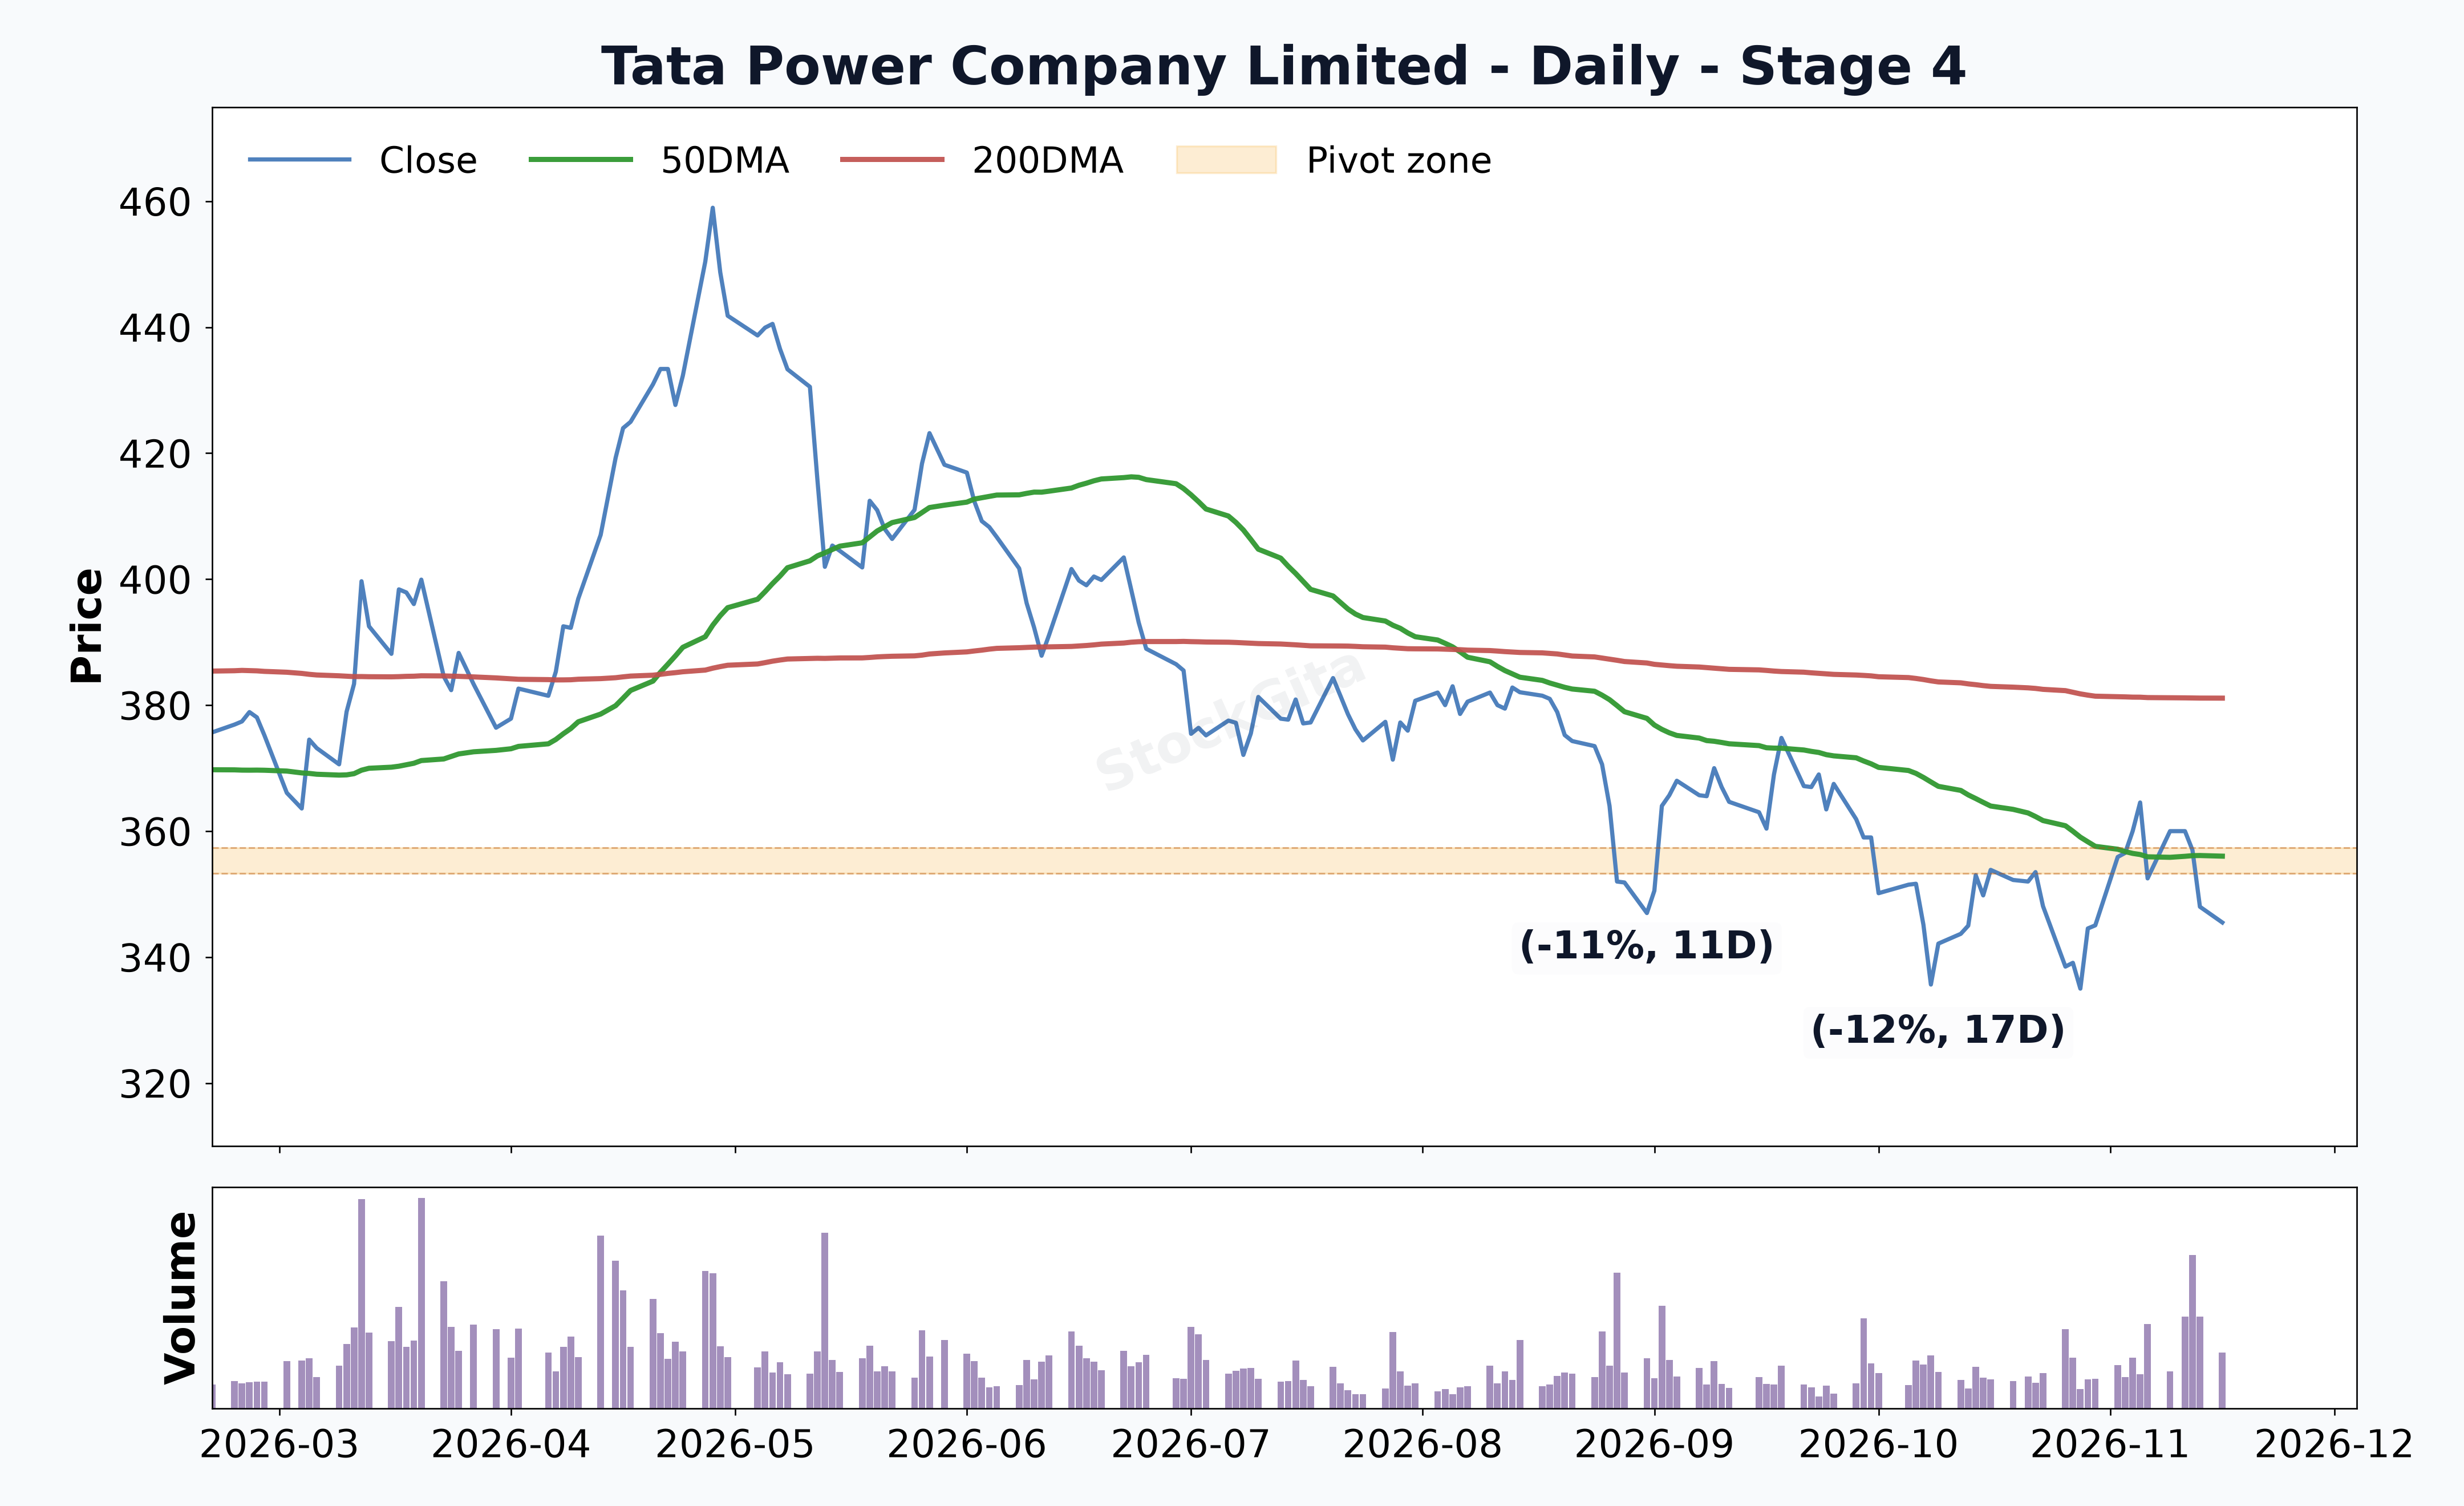 Tata Power Company Limited - Daily - Stage 4
Close 50DMA 200DMA Pivot zone
460
440
420
400
380
360
340
320
Price
StockGita
(-11%, 11D)
(-12%, 17D)
Volume
2026-03 2026-04 2026-05 2026-06 2026-07 2026-08 2026-09 2026-10 2026-11 2026-12